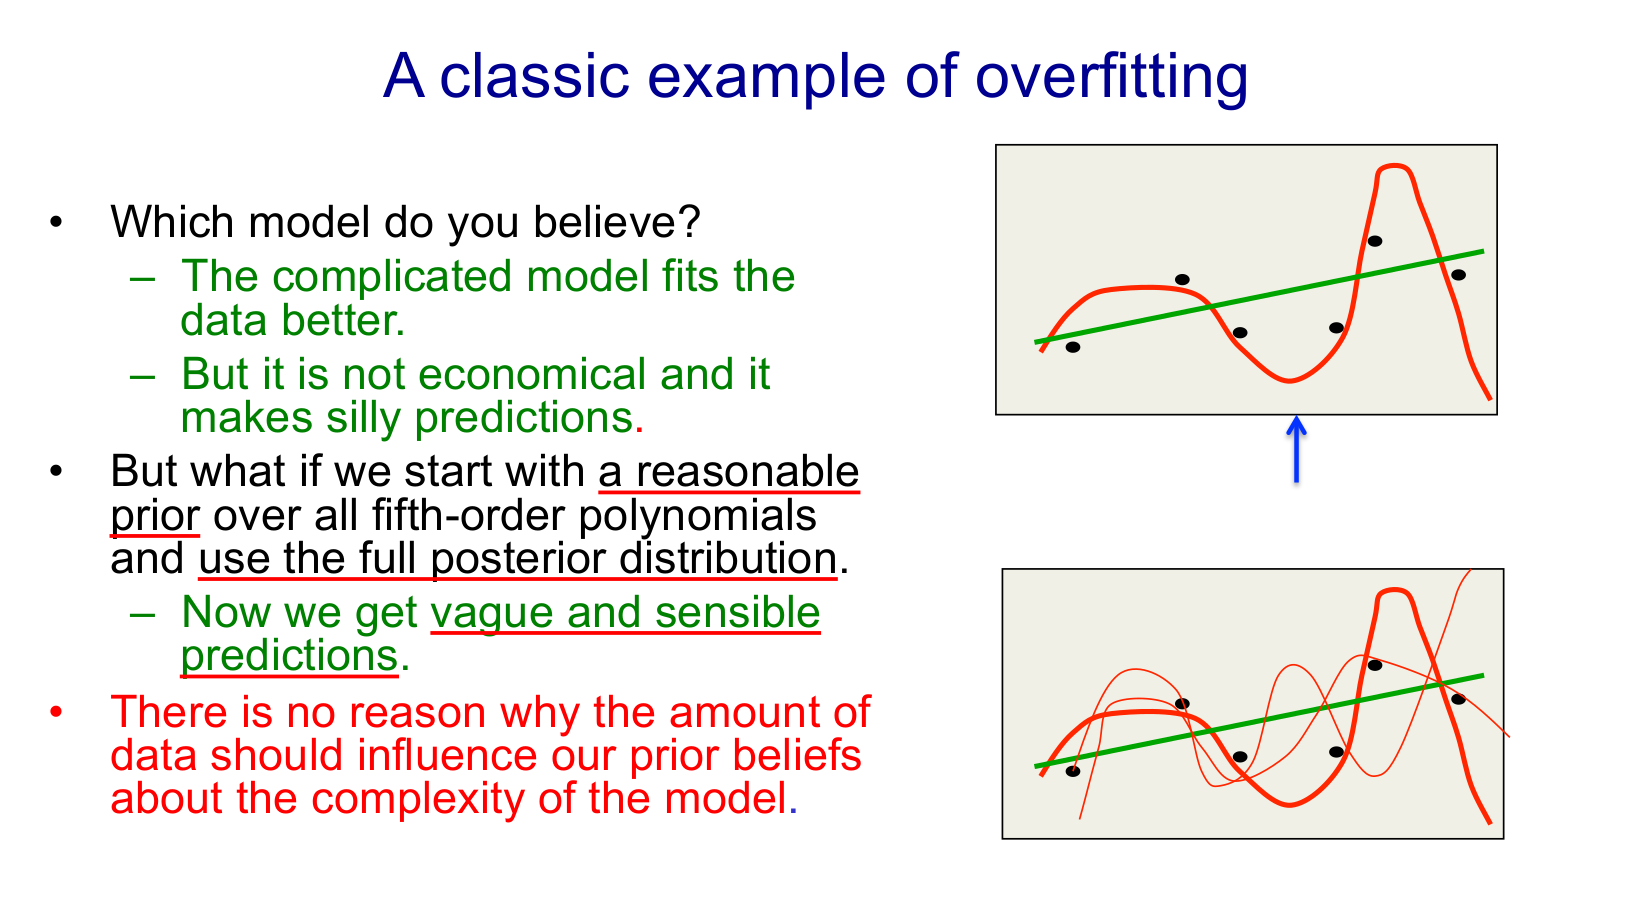 A classic example of overfitting
• Which model do you believe?
– The complicated model fits the
data better.
– But it is not economical and it
makes silly predictions.
• But what if we start with a reasonable
prior over all fifth-order polynomials
and use the full posterior distribution.
– Now we get vague and sensible
predictions.
• There is no reason why the amount of
data should influence our prior beliefs
about the complexity of the model.